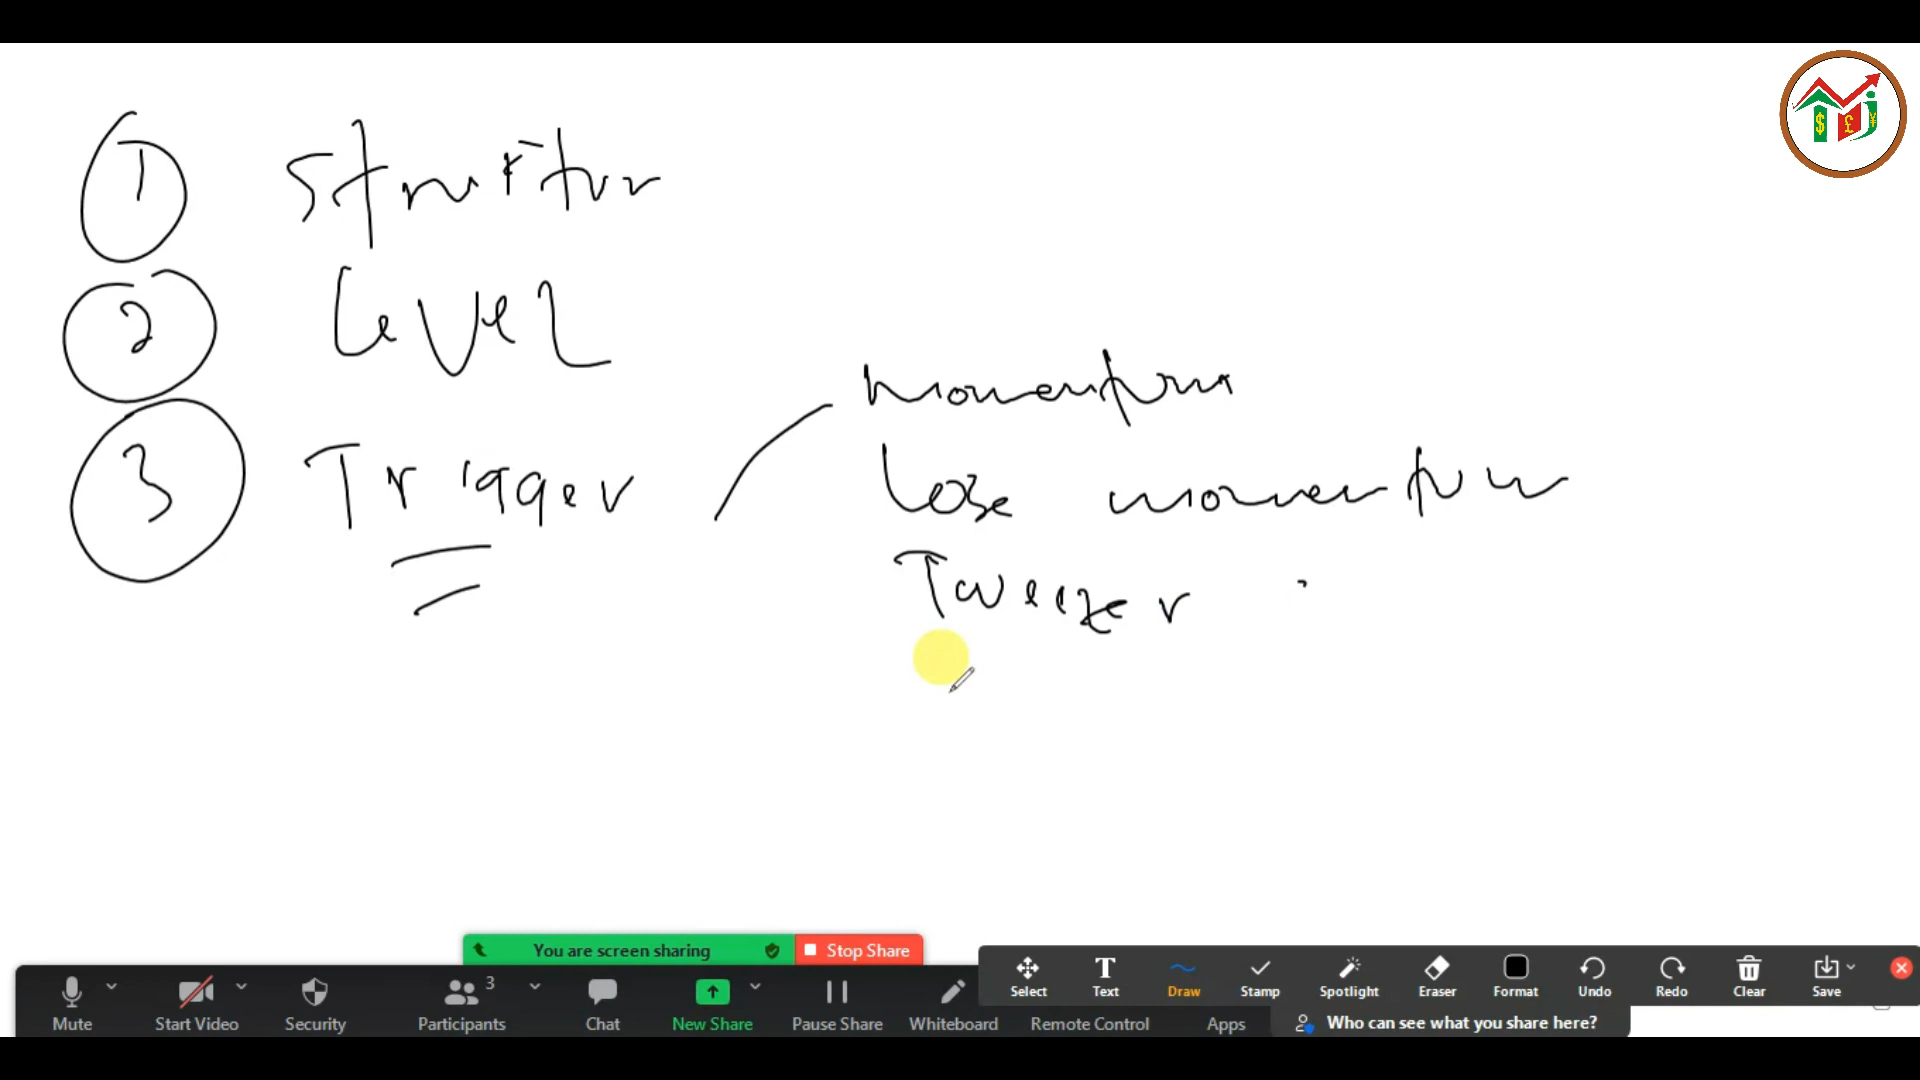 1 Structur
2 Level
3 Trigger
momentum
Lose momentum
Tweezer
You are screen sharing
Stop Share
Mute
Start Video
Security
3
Participants
Chat
New Share
Pause Share
Whiteboard
Remote Control
Apps
Select
Text
Draw
Stamp
Spotlight
Eraser
Format
Undo
Redo
Clear
Save
Who can see what you share here?
$ £ ¥